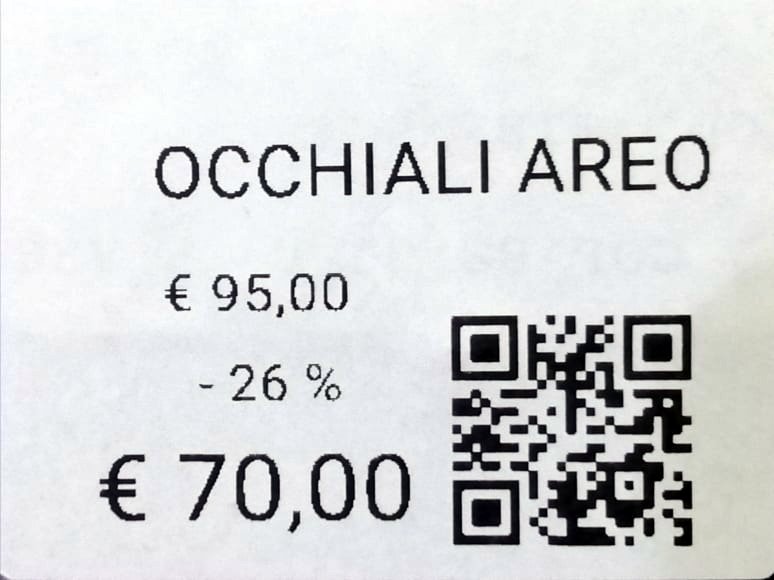 OCCHIALI AREO
€ 95,00
- 26 %
€ 70,00